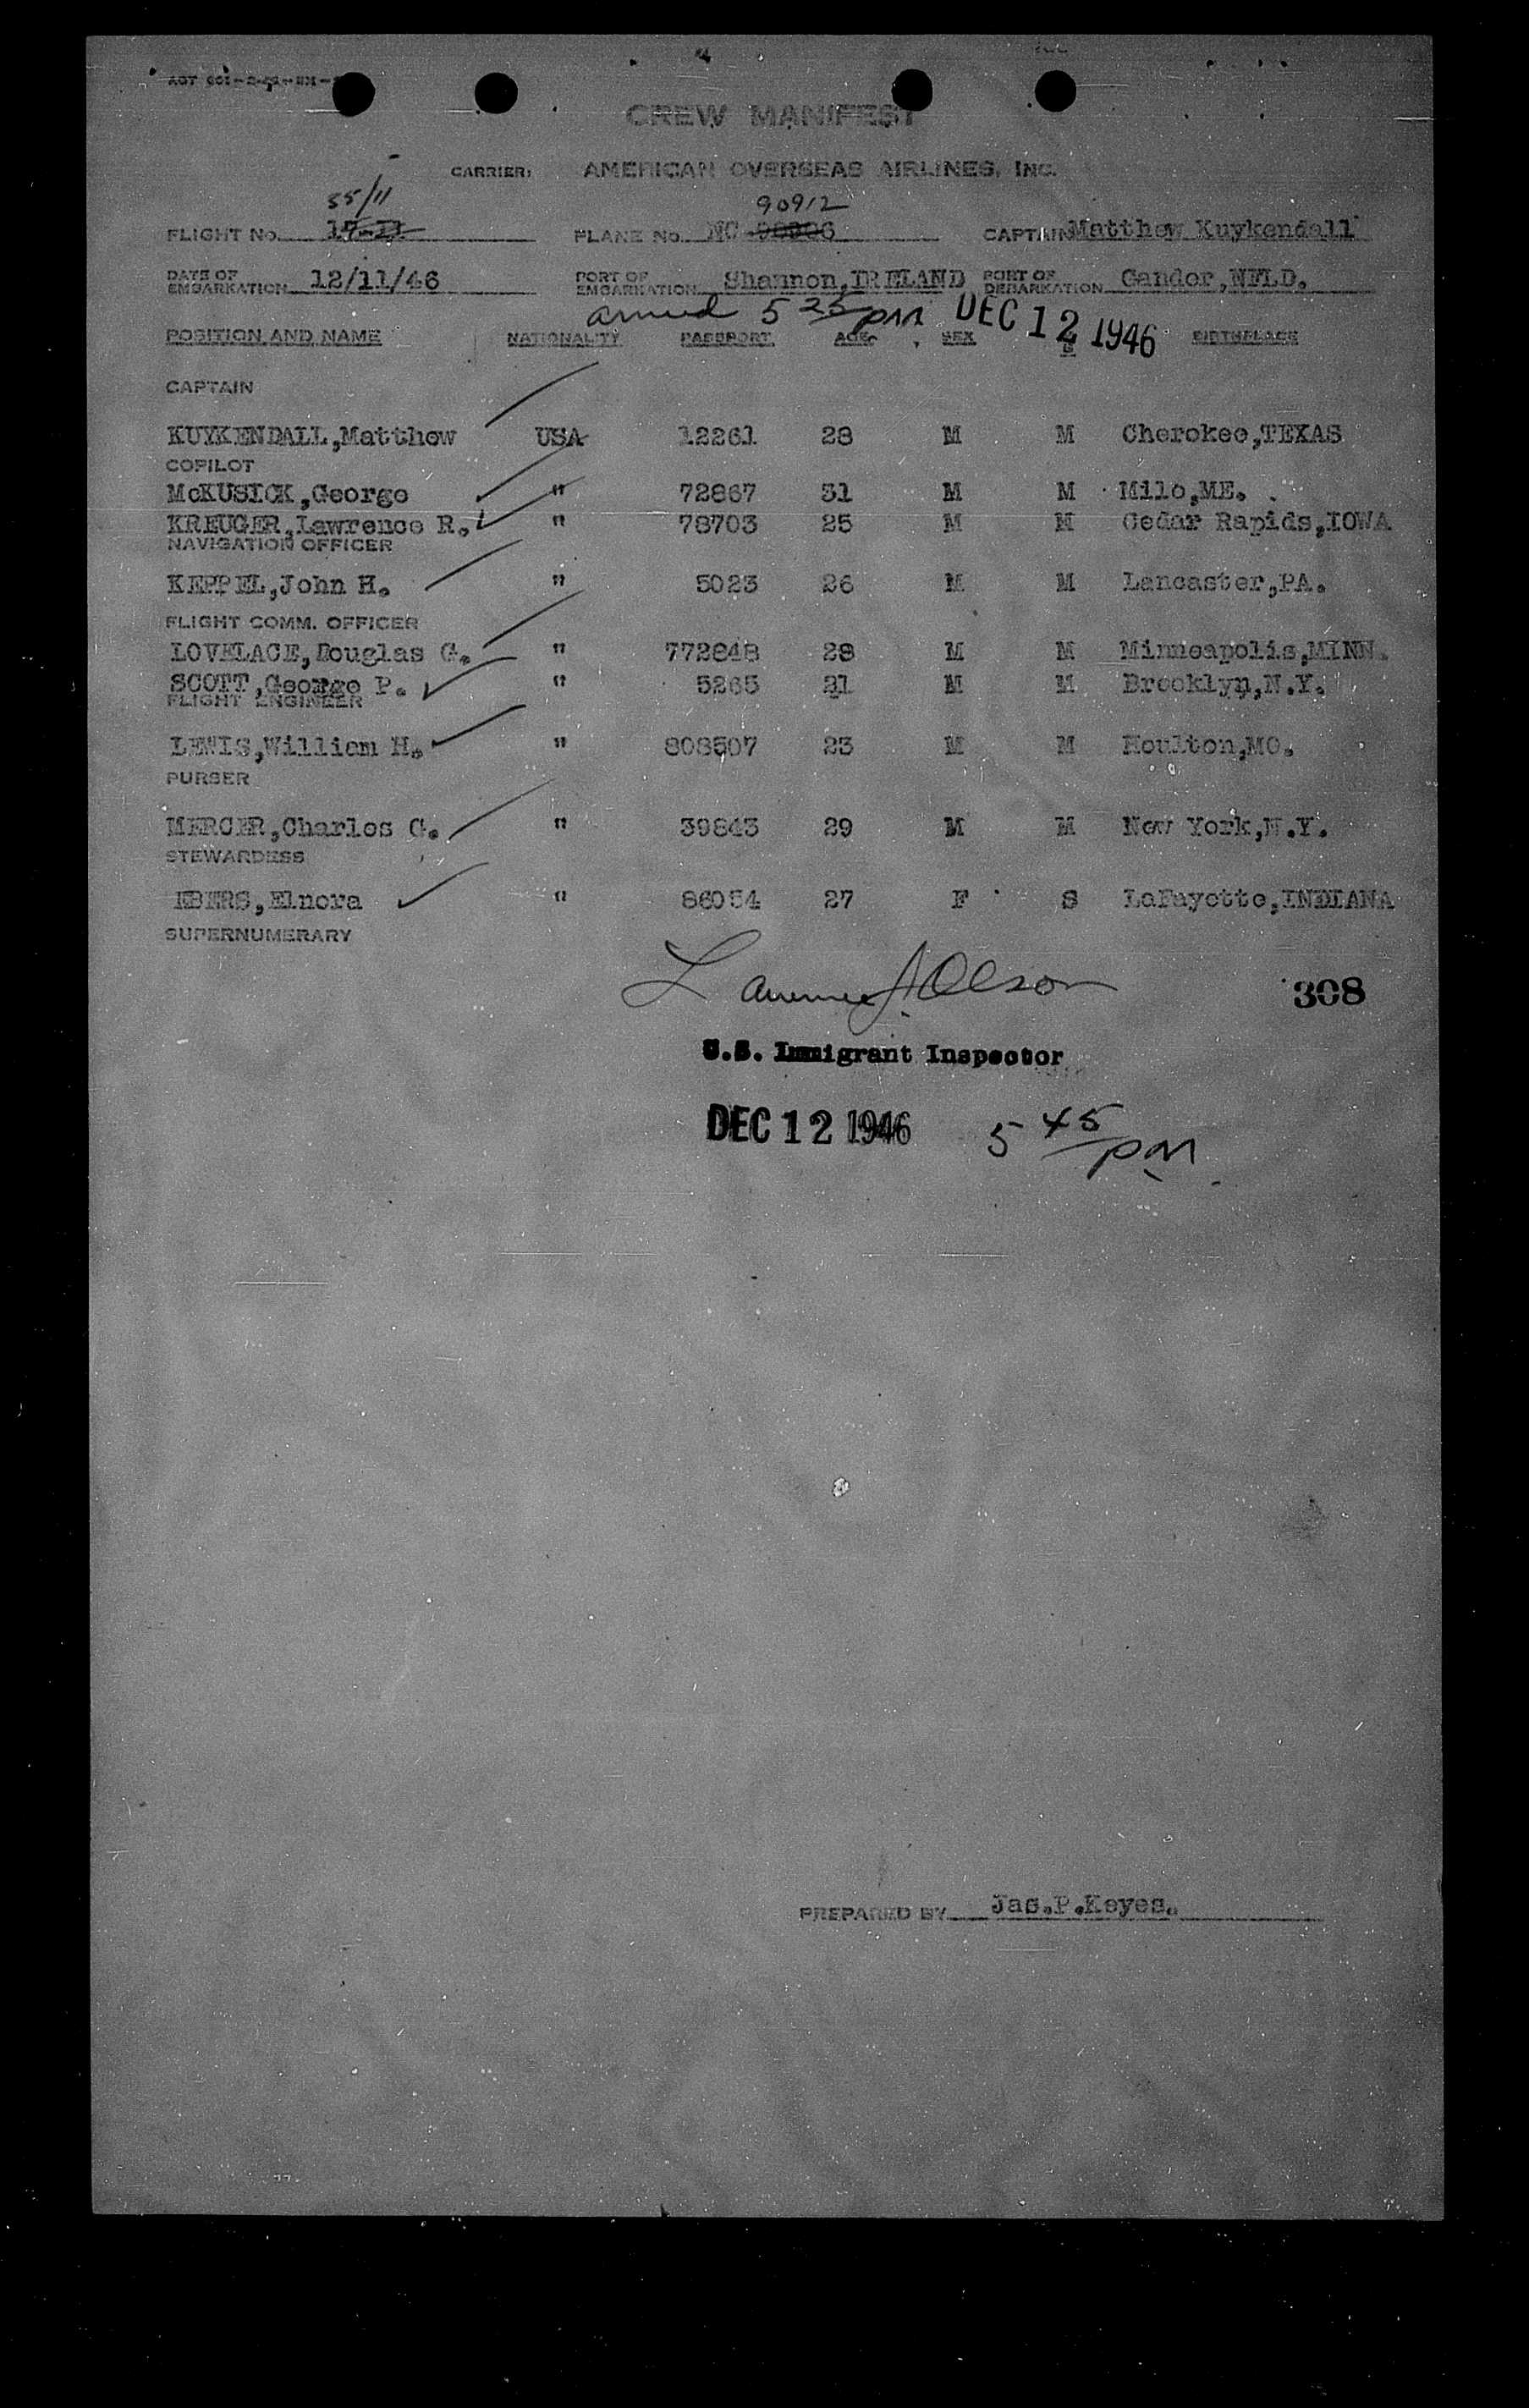 CREW MANIFEST
CARRIER: AMERICAN OVERSEAS AIRLINES, INC.
55/11 90912
FLIGHT No. PLANE No. NC CAPTAIN Matthew Kuykendall
DATE OF EMBARKATION 12/11/46 PORT OF EMBARKATION Shannon,IRELAND PORT OF DEBARKATION Gander,NFLD.
arrived 5 25 pm DEC 12 1946
POSITION AND NAME NATIONALITY PASSPORT AGE SEX S BIRTHPLACE
CAPTAIN
KUYKENDALL,Matthew USA 12261 28 M M Cherokee,TEXAS
COPILOT
McKUSICK,George " 72867 31 M M Milo,ME.
KREUGER,Lawrence R. " 78703 25 M M Cedar Rapids,IOWA
NAVIGATION OFFICER
KEPPEL,John H. " 5023 26 M M Lancaster,PA.
FLIGHT COMM. OFFICER
LOVELACE,Douglas G. " 772848 28 M M Minneapolis,MINN.
SCOTT,George P. " 5265 31 M M Brooklyn,N.Y.
FLIGHT ENGINEER
LEWIS,William H. " 808507 23 M M Houlton,MO.
PURSER
MERCER,Charles G. " 39843 29 M M New York,N.Y.
STEWARDESS
EBERS,Elnora " 86054 27 F S LaFayette,INDIANA
SUPERNUMERARY
Lawrence J. Olson
308
U.S. Immigrant Inspector
DEC 12 1946 5 45 pm
PREPARED BY Jas.P.Keyes.